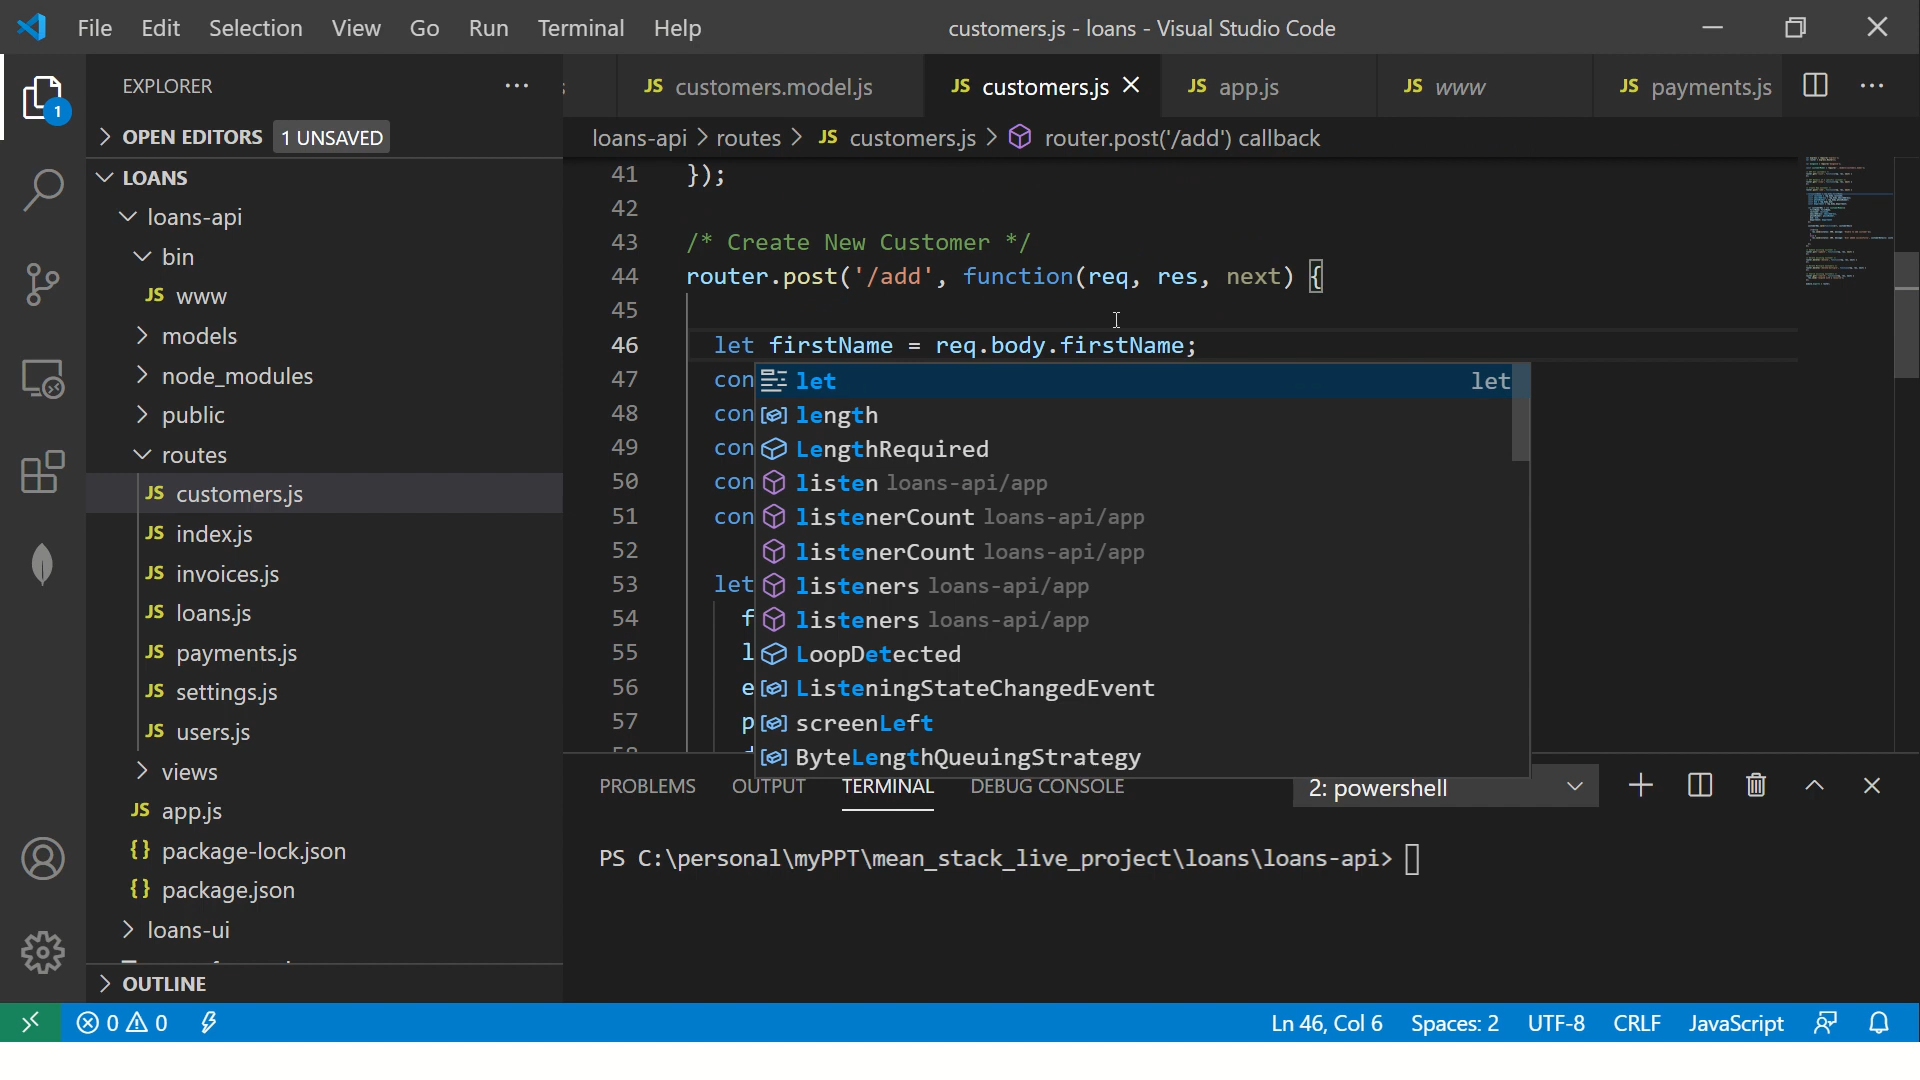 File Edit Selection View Go Run Terminal Help customers.js - loans - Visual Studio Code
EXPLORER ···
JS customers.model.js JS customers.js JS app.js JS www JS payments.js ···
1
OPEN EDITORS 1 UNSAVED
loans-api > routes > JS customers.js > router.post('/add') callback
LOANS
loans-api
bin
JS www
models
node_modules
public
routes
JS customers.js
JS index.js
JS invoices.js
JS loans.js
JS payments.js
JS settings.js
JS users.js
views
JS app.js
{} package-lock.json
{} package.json
loans-ui
OUTLINE
41 });
42
43 /* Create New Customer */
44 router.post('/add', function(req, res, next) {
45
46 let firstName = req.body.firstName;
47 con
48 con
49 con
50 con
51 con
52
53 let
54 f
55 l
56 e
57 p
let let
length
LengthRequired
listen loans-api/app
listenerCount loans-api/app
listenerCount loans-api/app
listeners loans-api/app
listeners loans-api/app
LoopDetected
ListeningStateChangedEvent
screenLeft
ByteLengthQueuingStrategy
PROBLEMS OUTPUT TERMINAL DEBUG CONSOLE 2: powershell
PS C:\personal\myPPT\mean_stack_live_project\loans\loans-api>
0 0 Ln 46, Col 6 Spaces: 2 UTF-8 CRLF JavaScript